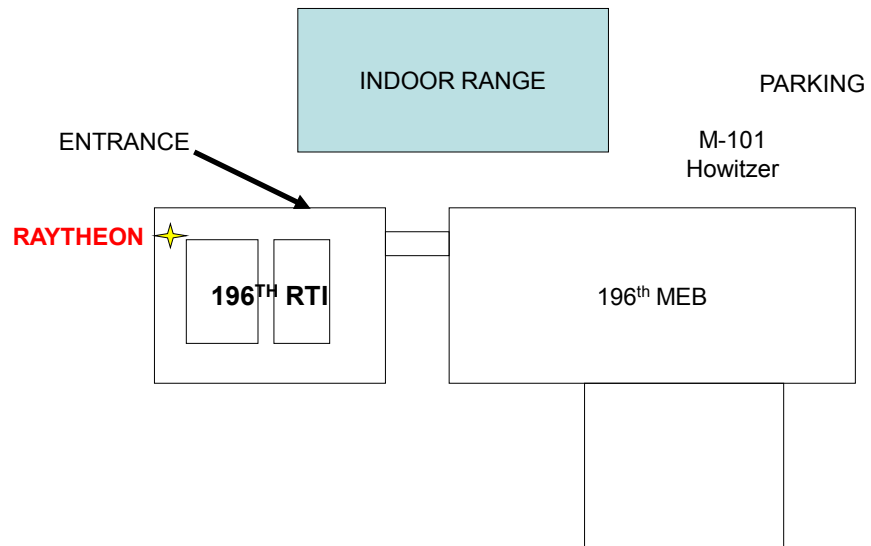 INDOOR RANGE
PARKING
ENTRANCE
M-101
Howitzer
RAYTHEON
196TH RTI
196th MEB